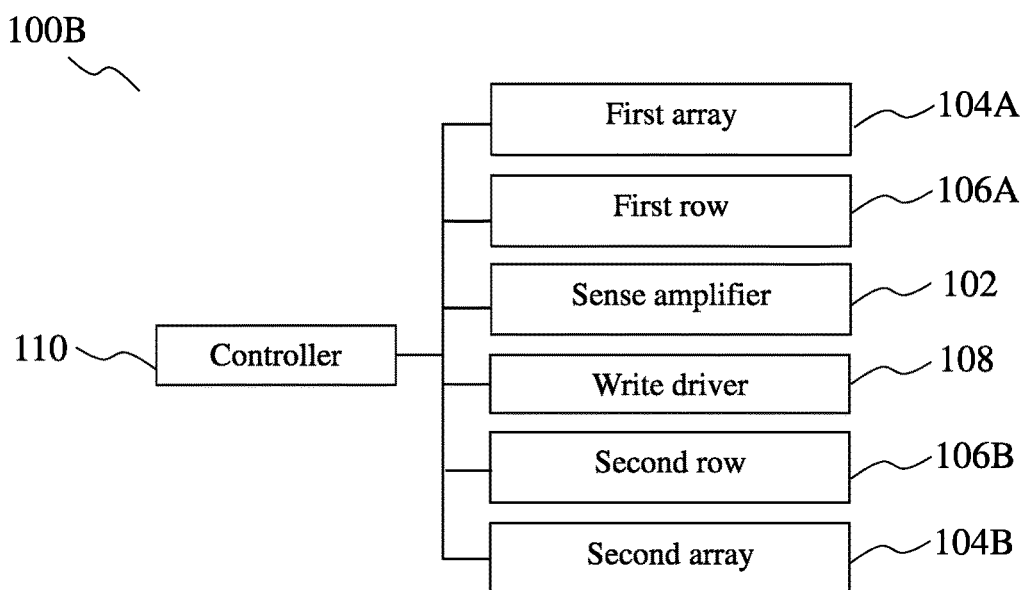 100B
First array
104A
First row
106A
Sense amplifier
102
110
Controller
Write driver
108
Second row
106B
Second array
104B